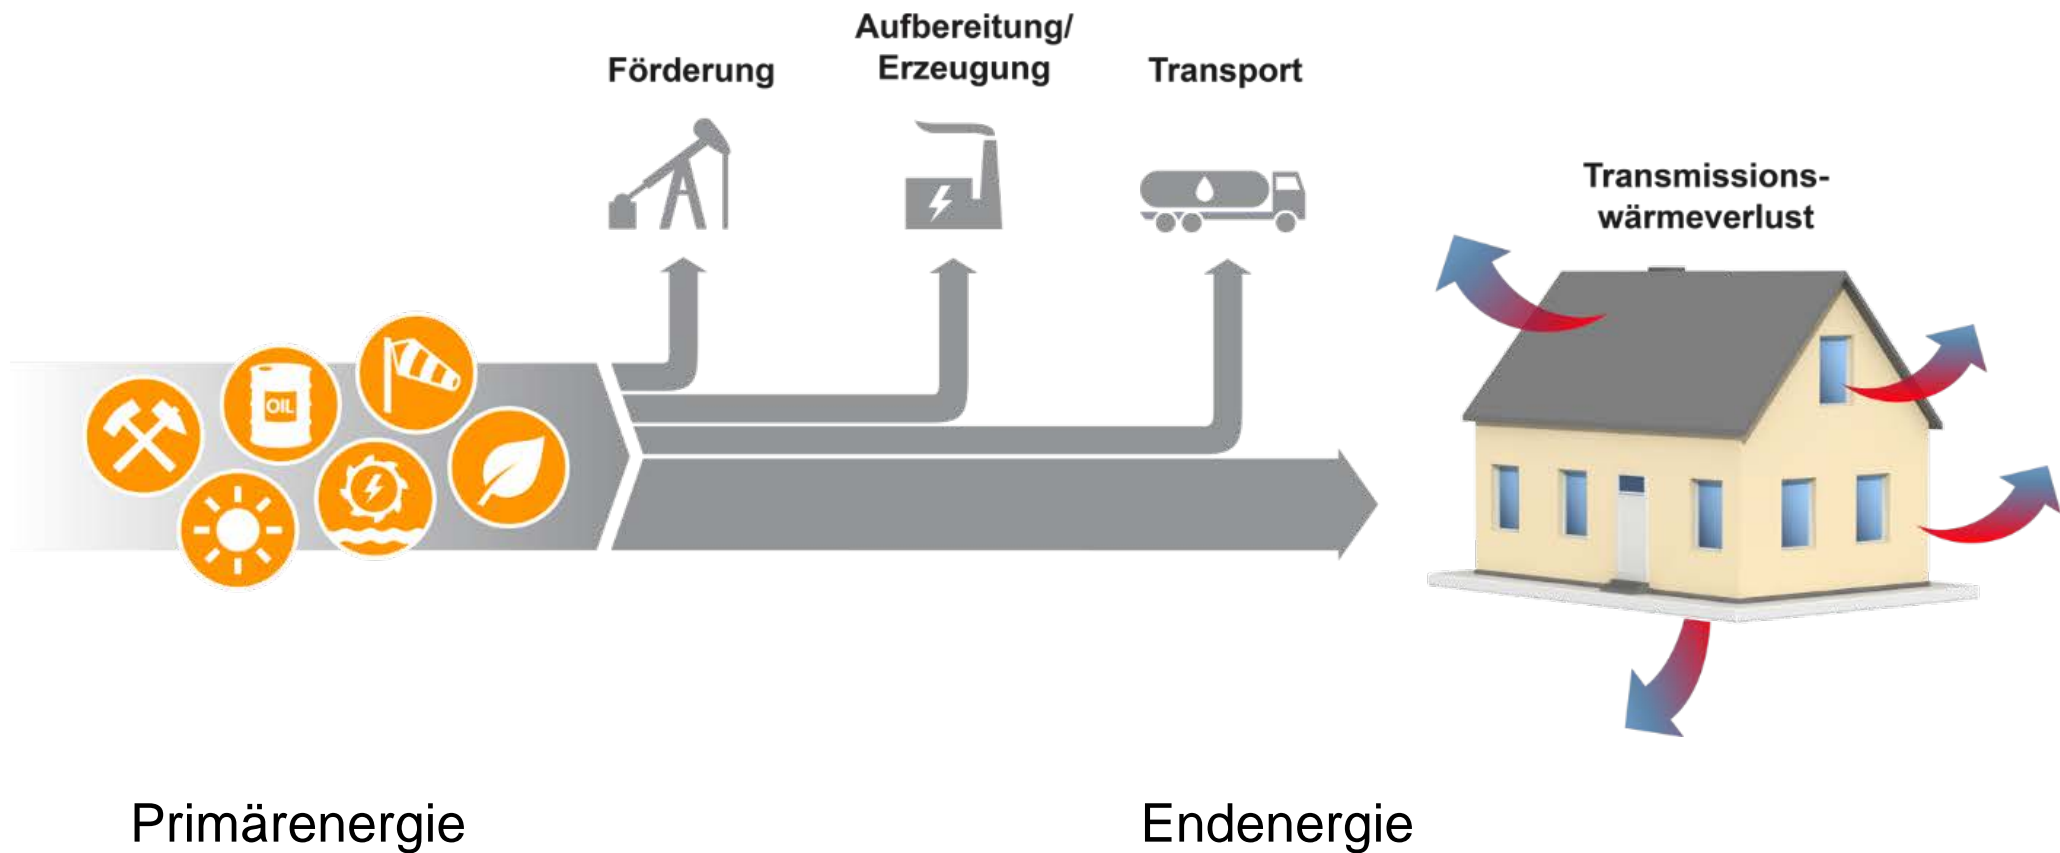 Förderung
Aufbereitung/
Erzeugung
Transport
Transmissions-
wärmeverlust
OIL
Primärenergie
Endenergie